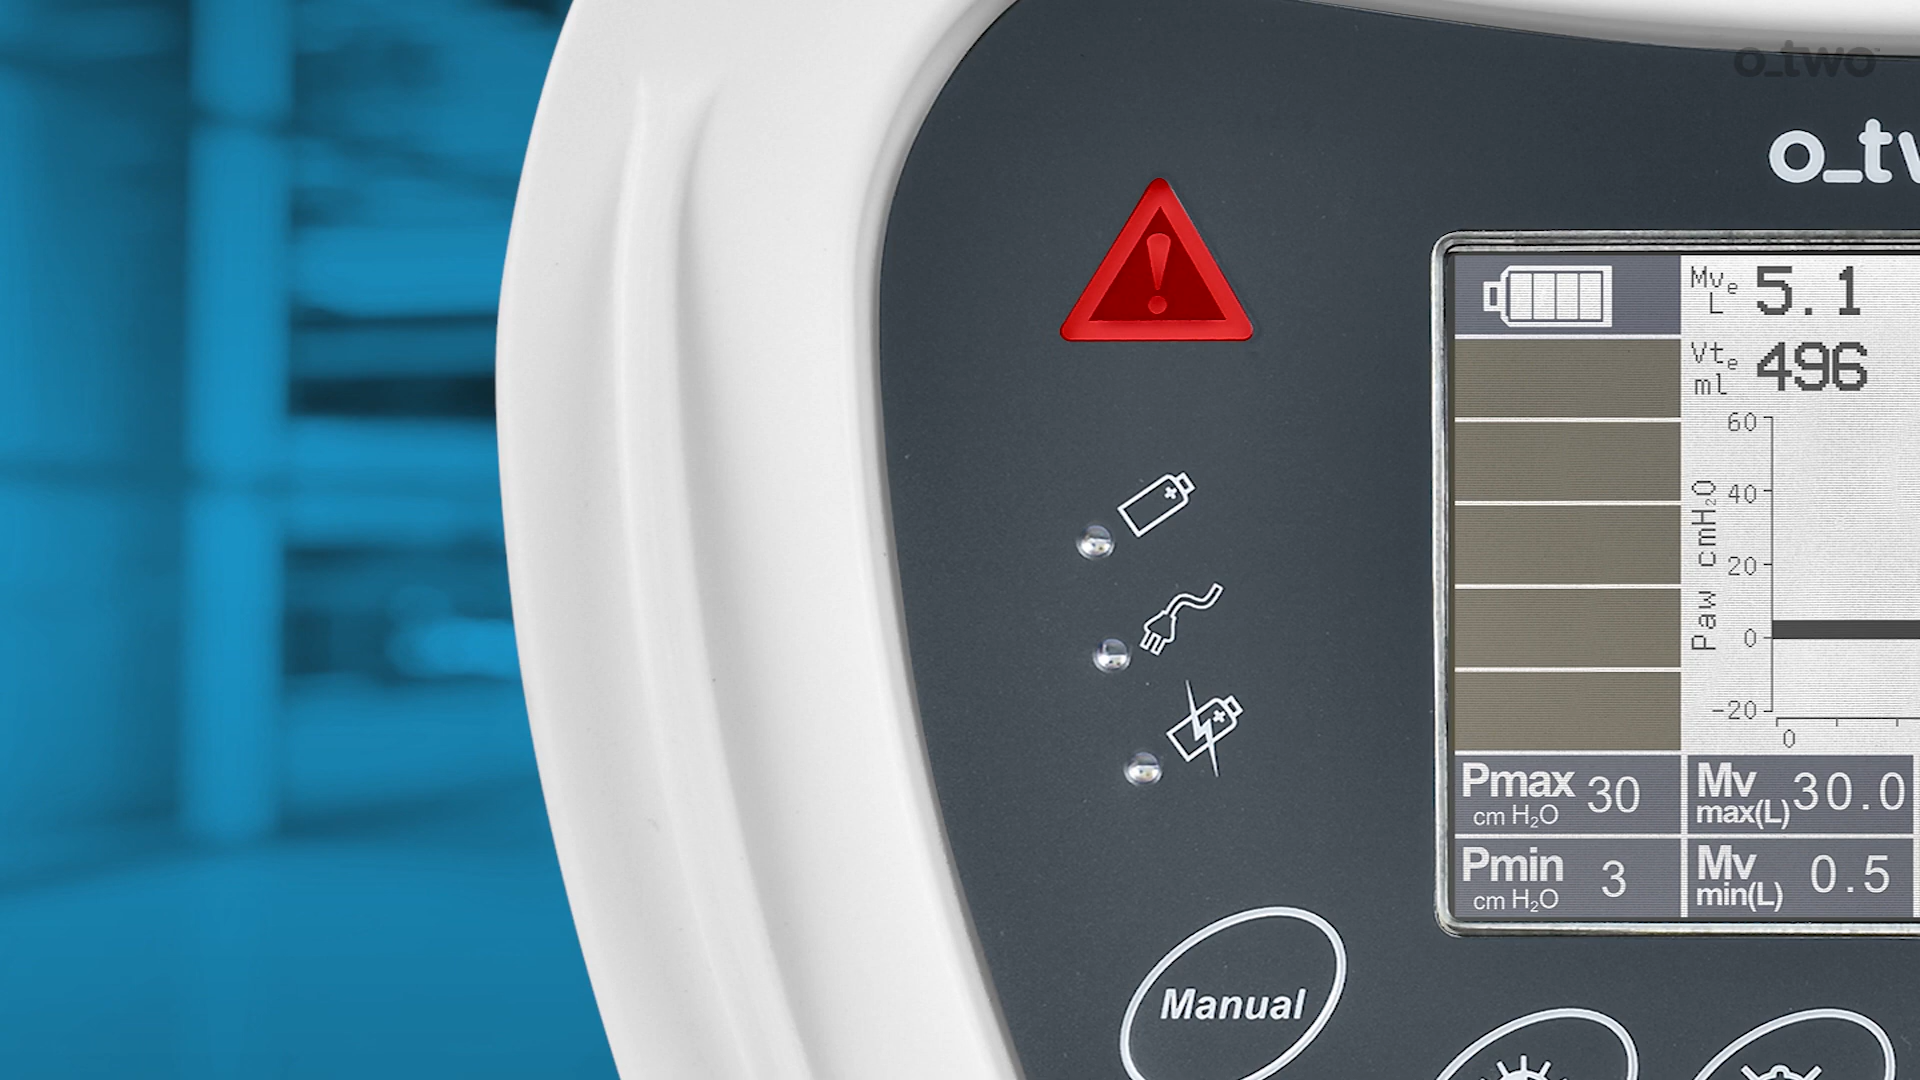 o_two
o_tw
Mve
L
5.1
Vte
ml
496
60
40
20
0
-20
Paw cmH₂O
0
Pmax
cm H₂O
30
Mv
max(L)
30.0
Pmin
cm H₂O
3
Mv
min(L)
0.5
Manual